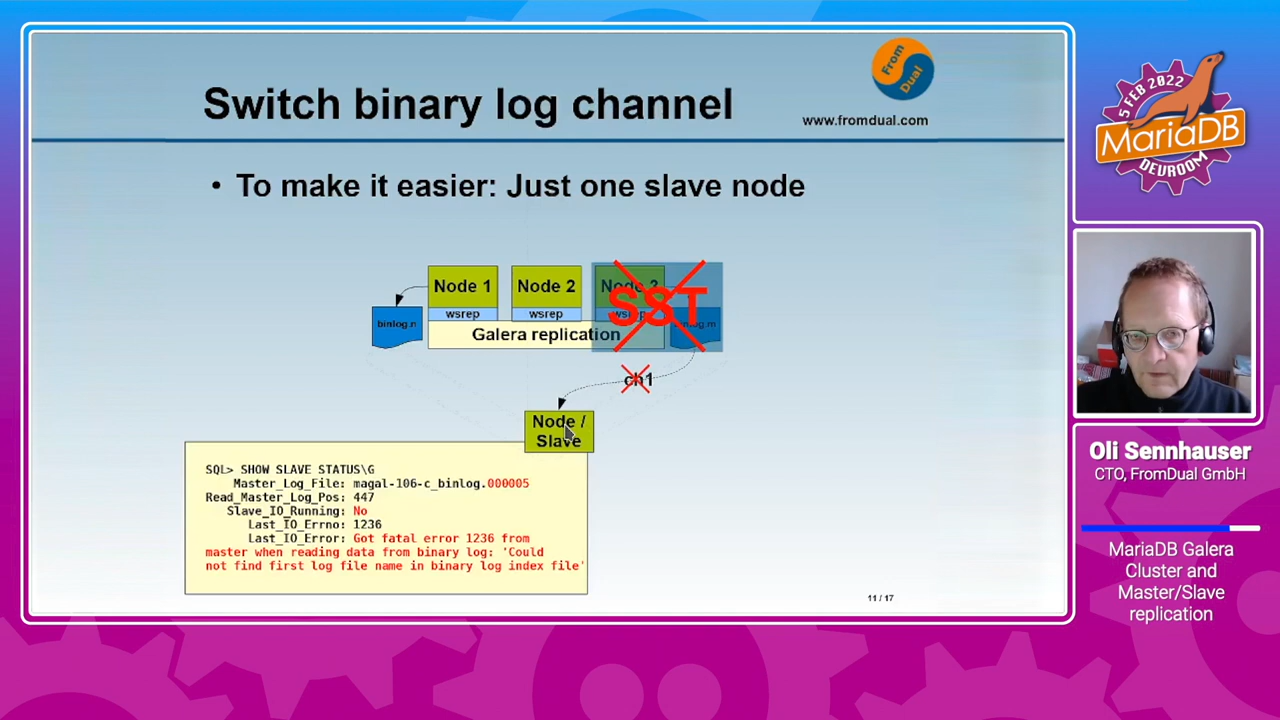 Switch binary log channel
From
Dual
www.fromdual.com
• To make it easier: Just one slave node
Node 1
Node 2
Node 3
SST
wsrep
wsrep
wsrep
binlog.n
binlog.m
Galera replication
ch1
Node /
Slave
SQL> SHOW SLAVE STATUS\G
Master_Log_File: magal-106-c_binlog.000005
Read_Master_Log_Pos: 447
Slave_IO_Running: No
Last_IO_Errno: 1236
Last_IO_Error: Got fatal error 1236 from
master when reading data from binary log: 'Could
not find first log file name in binary log index file'
11 / 17
5 FEB 2022
MariaDB
DEVROOM
Oli Sennhauser
CTO, FromDual GmbH
MariaDB Galera
Cluster and
Master/Slave
replication